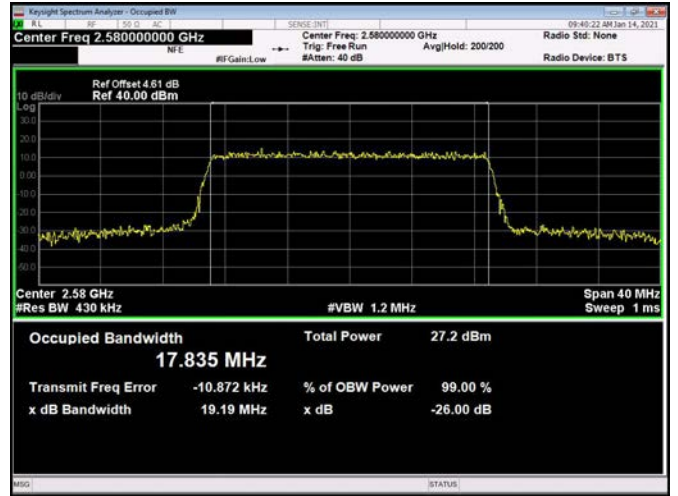 Keysight Spectrum Analyzer - Occupied BW
RL RF 50 Ω AC SENSE:INT 09:40:22 AM Jan 14, 2021
Center Freq 2.580000000 GHz Center Freq: 2.580000000 GHz Radio Std: None
NFE Trig: Free Run Avg|Hold: 200/200
#IFGain:Low #Atten: 40 dB Radio Device: BTS
Ref Offset 4.61 dB
10 dB/div Ref 40.00 dBm
Log
30.0
20.0
10.0
0.00
-10.0
-20.0
-30.0
-40.0
-50.0
Center 2.58 GHz Span 40 MHz
#Res BW 430 kHz #VBW 1.2 MHz Sweep 1 ms
Occupied Bandwidth Total Power 27.2 dBm
17.835 MHz
Transmit Freq Error -10.872 kHz % of OBW Power 99.00 %
x dB Bandwidth 19.19 MHz x dB -26.00 dB
MSG STATUS